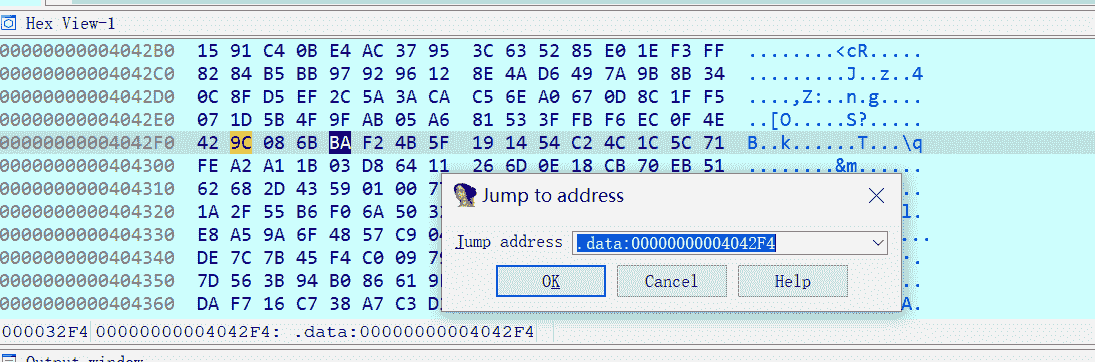 Hex View-1
00000000004042B0 15 91 C4 0B E4 AC 37 95 3C 63 52 85 E0 1E F3 FF ........<cR.....
00000000004042C0 82 84 B5 BB 97 92 96 12 8E 4A D6 49 7A 9B 8B 34 .........J..z..4
00000000004042D0 0C 8F D5 EF 2C 5A 3A CA C5 6E A0 67 0D 8C 1F F5 ....,Z:..n.g....
00000000004042E0 07 1D 5B 4F 9F AB 05 A6 81 53 3F FB F6 EC 0F 4E ..[O.....S?.....
00000000004042F0 42 9C 08 6B BA F2 4B 5F 19 14 54 C2 4C 1C 5C 71 B..k......T...\q
0000000000404300 FE A2 A1 1B 03 D8 64 11 26 6D 0E 18 CB 70 EB 51 ........&m......
0000000000404310 62 68 2D 43 59 01 00 7
0000000000404320 1A 2F 55 B6 F0 6A 50 3 l.
0000000000404330 E8 A5 9A 6F 48 57 C9 0
0000000000404340 DE 7C 7B 45 F4 C0 09 7
0000000000404350 7D 56 3B 94 B0 86 61 9
0000000000404360 DA F7 16 C7 38 A7 C3 D A.
Jump to address
Jump address .data:00000000004042F4
OK Cancel Help
000032F4 00000000004042F4: .data:00000000004042F4